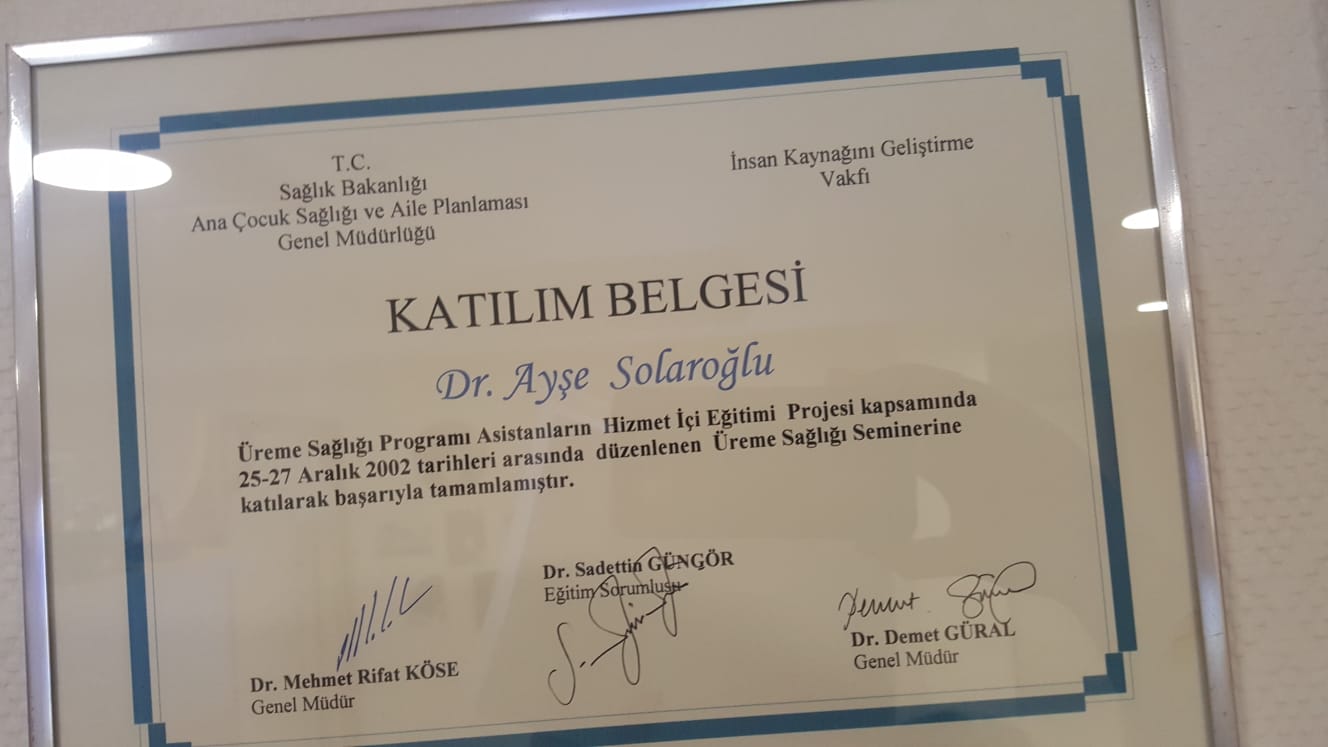 T.C.
Sağlık Bakanlığı
Ana Çocuk Sağlığı ve Aile Planlaması
Genel Müdürlüğü
İnsan Kaynağını Geliştirme
Vakfı
KATILIM BELGESİ
Dr. Ayşe Solaroğlu
Üreme Sağlığı Programı Asistanların Hizmet İçi Eğitimi Projesi kapsamında
25-27 Aralık 2002 tarihleri arasında düzenlenen Üreme Sağlığı Seminerine
katılarak başarıyla tamamlamıştır.
Dr. Sadettin GÜNGÖR
Eğitim Sorumlusu
Dr. Mehmet Rifat KÖSE
Genel Müdür
Dr. Demet GÜRAL
Genel Müdür